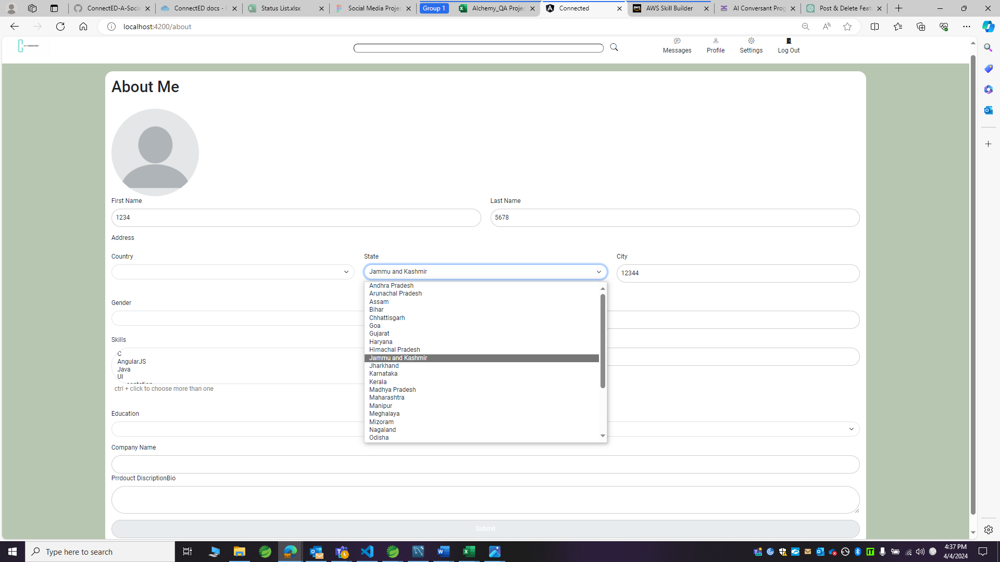 ConnectED-A-Socia
ConnectED docs - C
Status List.xlsx
Social Media Projec
Group 1
Alchemy_QA Projec
Connected
AWS Skill Builder
AI Conversant Prog
Post & Delete Feat
localhost:4200/about
Messages
Profile
Settings
Log Out
About Me
First Name
Last Name
1234
5678
Address
Country
State
City
Jammu and Kashmir
12344
Andhra Pradesh
Arunachal Pradesh
Assam
Bihar
Chhattisgarh
Goa
Gujarat
Haryana
Himachal Pradesh
Jammu and Kashmir
Jharkhand
Karnataka
Kerala
Madhya Pradesh
Maharashtra
Manipur
Meghalaya
Mizoram
Nagaland
Odisha
Gender
Skills
C
AngularJS
Java
UI
ctrl + click to choose more than one
Education
Company Name
Prrdouct DiscriptionBio
Submit
Type here to search
4:37 PM
4/4/2024